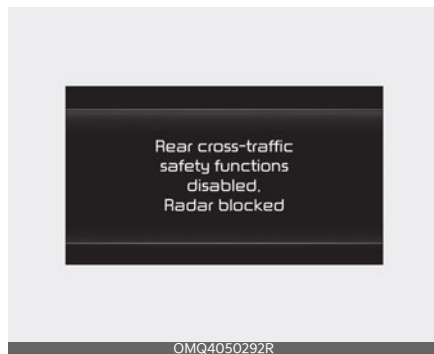 Rear cross-traffic
safety functions
disabled,
Radar blocked
OMQ4050292R